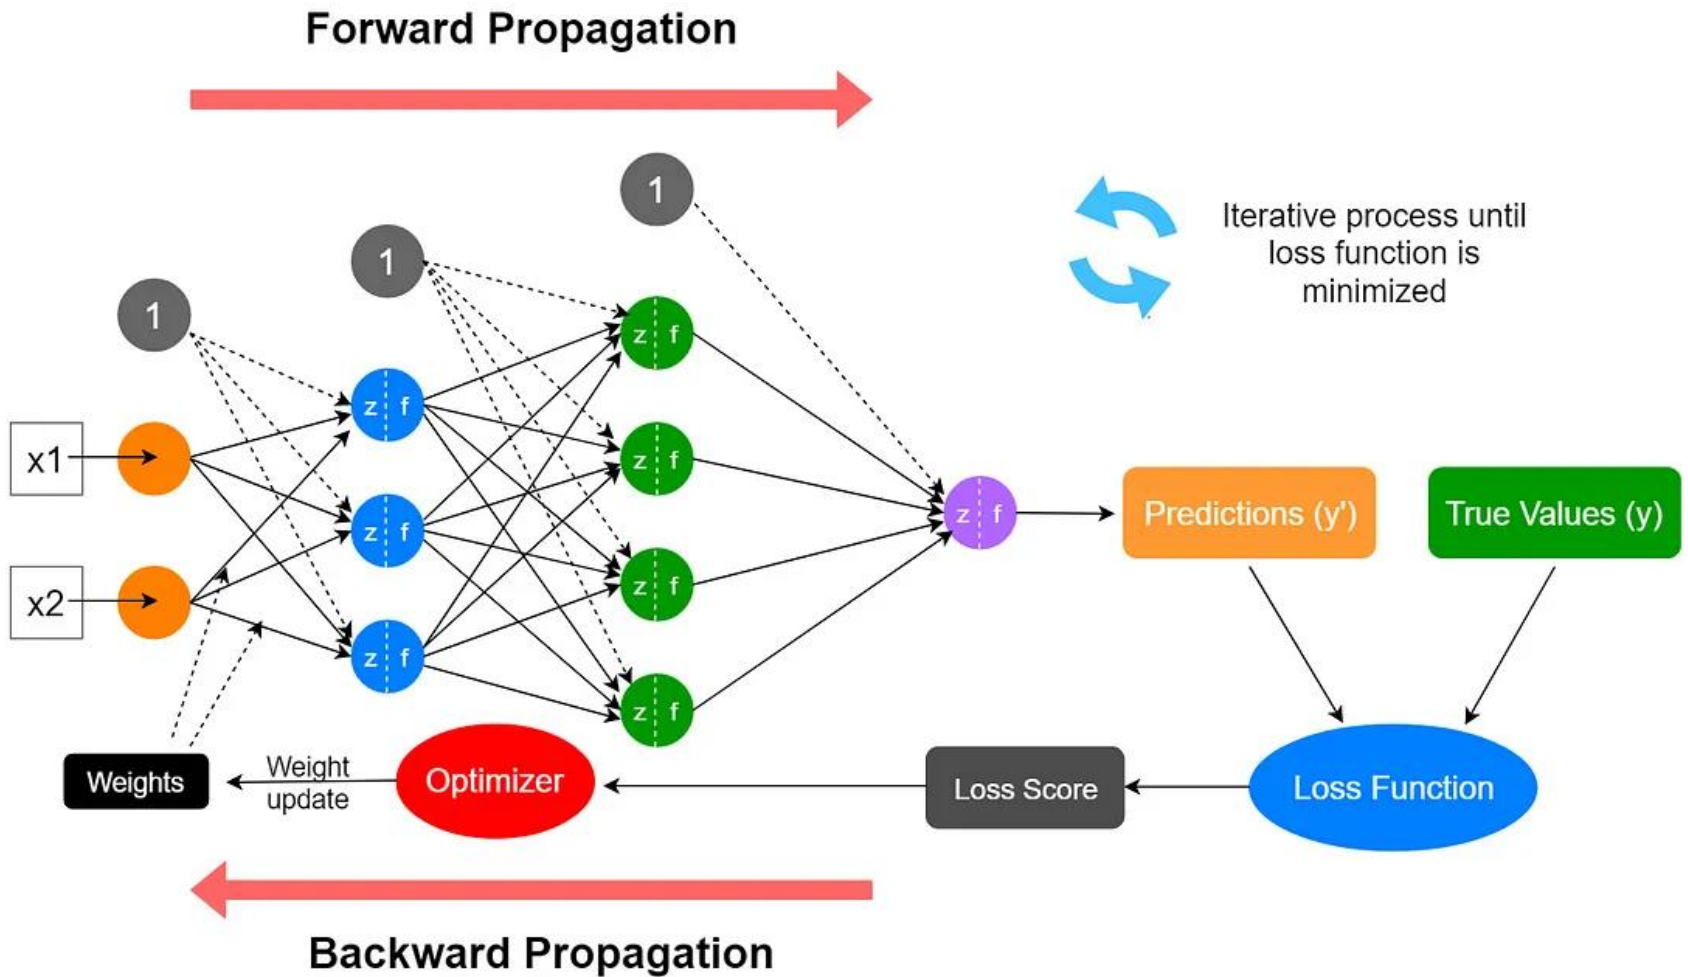 Forward Propagation
1
1
1
Iterative process until
loss function is
minimized
x1
x2
z f
z f
z f
z f
z f
z f
z f
z f
Predictions (y')
True Values (y)
Weights
Weight
update
Optimizer
Loss Score
Loss Function
Backward Propagation